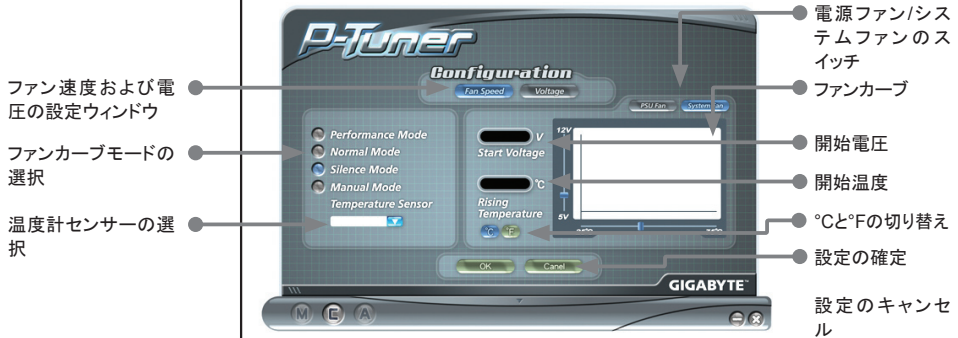 ファン速度および電
圧の設定ウィンドウ
ファンカーブモードの
選択
温度計センサーの選
択
P-Tuner
Configuration
Fan Speed
Voltage
PSU Fan
System Fan
Performance Mode
Normal Mode
Silence Mode
Manual Mode
Temperature Sensor
V
Start Voltage
°C
Rising
Temperature
°C
°F
12V
5V
OK
Canel
GIGABYTE™
M
C
A
電源ファン/シス
テムファンのス
イッチ
ファンカーブ
開始電圧
開始温度
°Cと°Fの切り替え
設定の確定
設定のキャンセ
ル